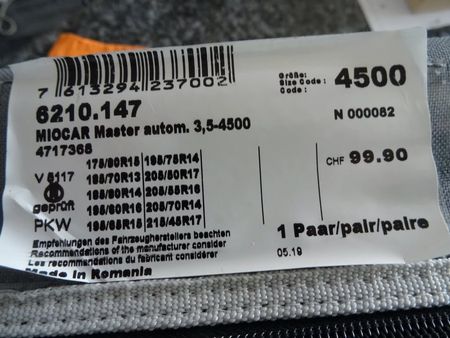 7 613294 237002
Größe:
Size Code :
Code :
4500
6210.147
MIOCAR Master autom. 3,5-4500
4717368
N 000082
V 5117
geprüft
PKW
175/80R15 195/75R14
185/70R13 205/50R17
195/60R14 205/55R16
195/60R16 205/70R14
195/65R15 215/45R17
CHF 99.90
1 Paar/pair/paire
05.19
Empfehlungen des Fahrzeugherstellers beachten
Recommendations of the manufacturer consider
Les recommendations du fabricant considérer
Made in Romania